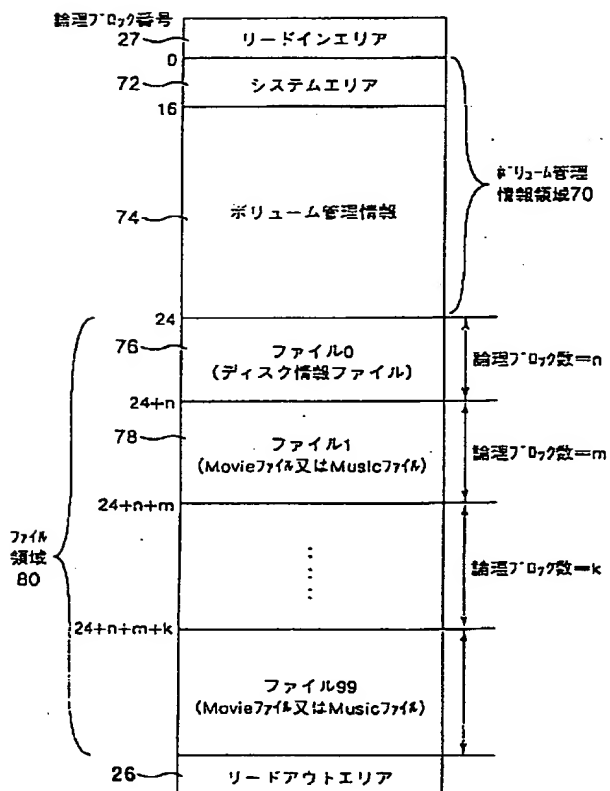 論理ブロック番号
27
リードインエリア
0
72
システムエリア
16
74
ボリューム管理情報
ボリューム管理
情報領域70
24
76
ファイル0
(ディスク情報ファイル)
論理ブロック数=n
24+n
78
ファイル1
(Movieファイル又はMusicファイル)
論理ブロック数=m
24+n+m
ファイル
領域
80
論理ブロック数=k
24+n+m+k
ファイル99
(Movieファイル又はMusicファイル)
26
リードアウトエリア